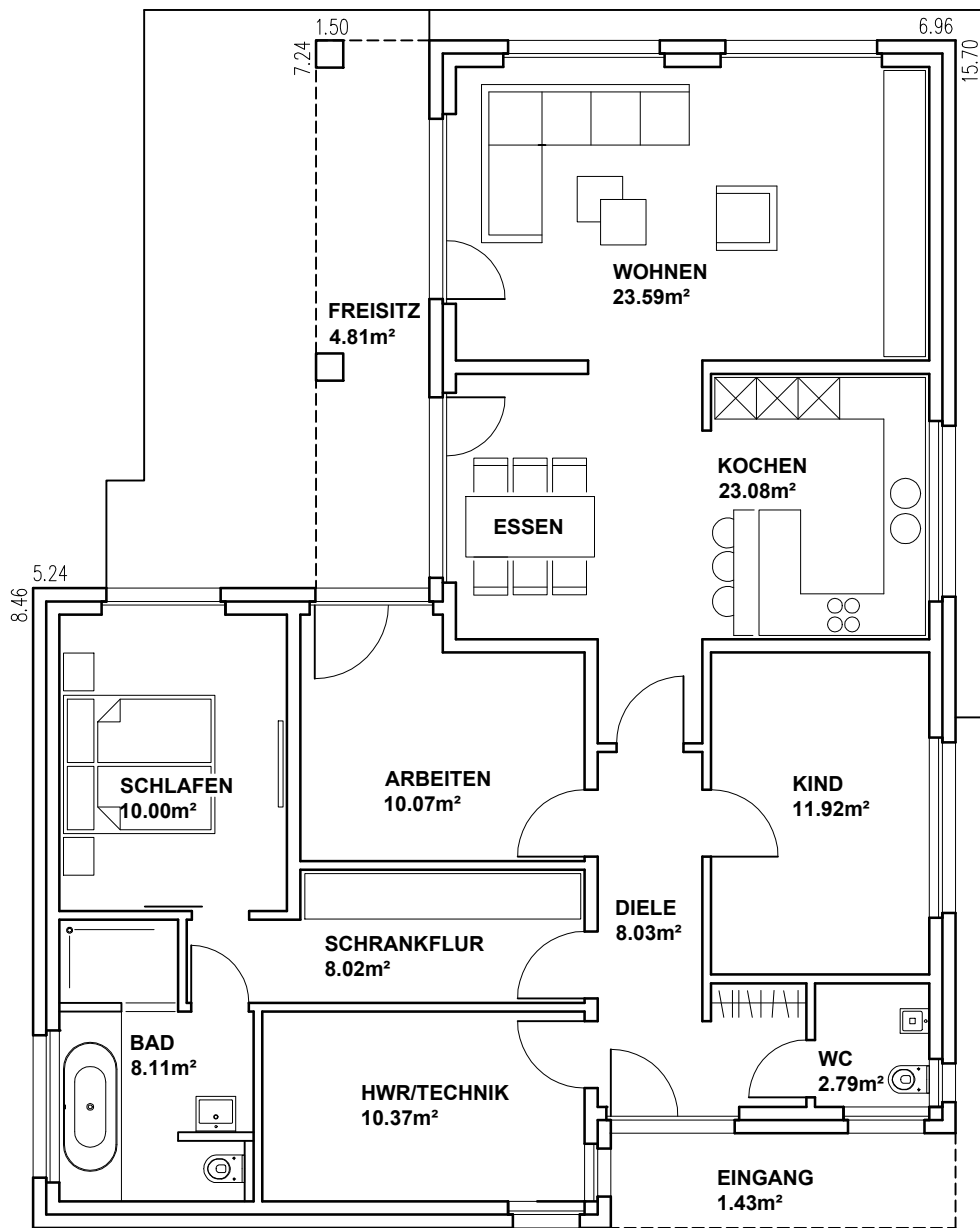 1.50
7.24
6.96
15.70
WOHNEN
23.59m²
FREISITZ
4.81m²
KOCHEN
23.08m²
ESSEN
5.24
8.46
SCHLAFEN
10.00m²
ARBEITEN
10.07m²
KIND
11.92m²
DIELE
8.03m²
SCHRANKFLUR
8.02m²
BAD
8.11m²
HWR/TECHNIK
10.37m²
WC
2.79m²
EINGANG
1.43m²